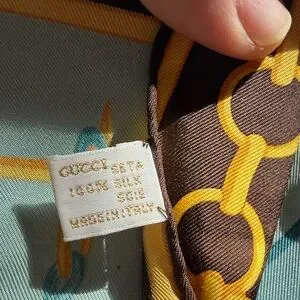 GUCCI SETA
100% SILK
SOIE
MADE IN ITALY